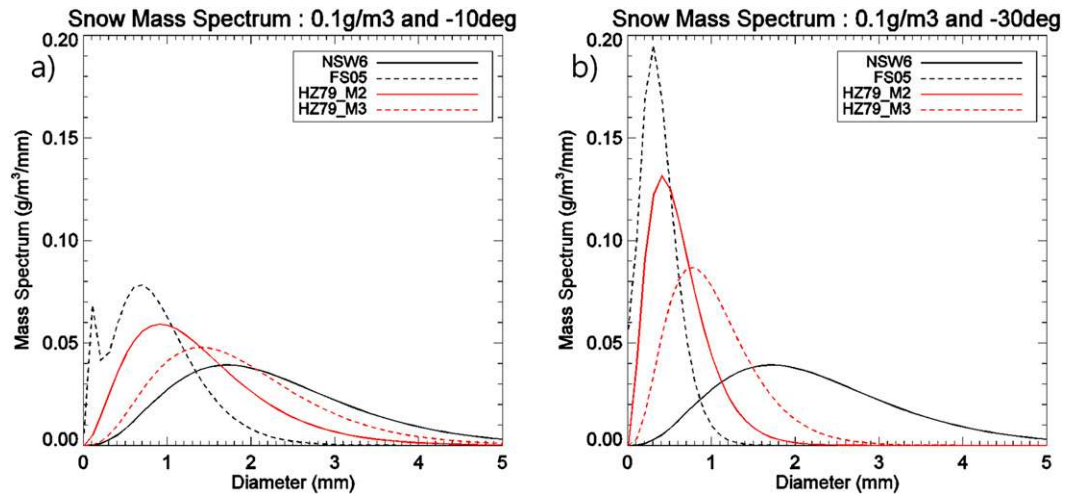 Snow Mass Spectrum : 0.1g/m3 and -10deg
a)
NSW6
FS05
HZ79_M2
HZ79_M3
0.20
0.15
0.10
0.05
0.00
Mass Spectrum (g/m³/mm)
0 1 2 3 4 5
Diameter (mm)
Snow Mass Spectrum : 0.1g/m3 and -30deg
b)
NSW6
FS05
HZ79_M2
HZ79_M3
0.20
0.15
0.10
0.05
0.00
Mass Spectrum (g/m³/mm)
0 1 2 3 4 5
Diameter (mm)